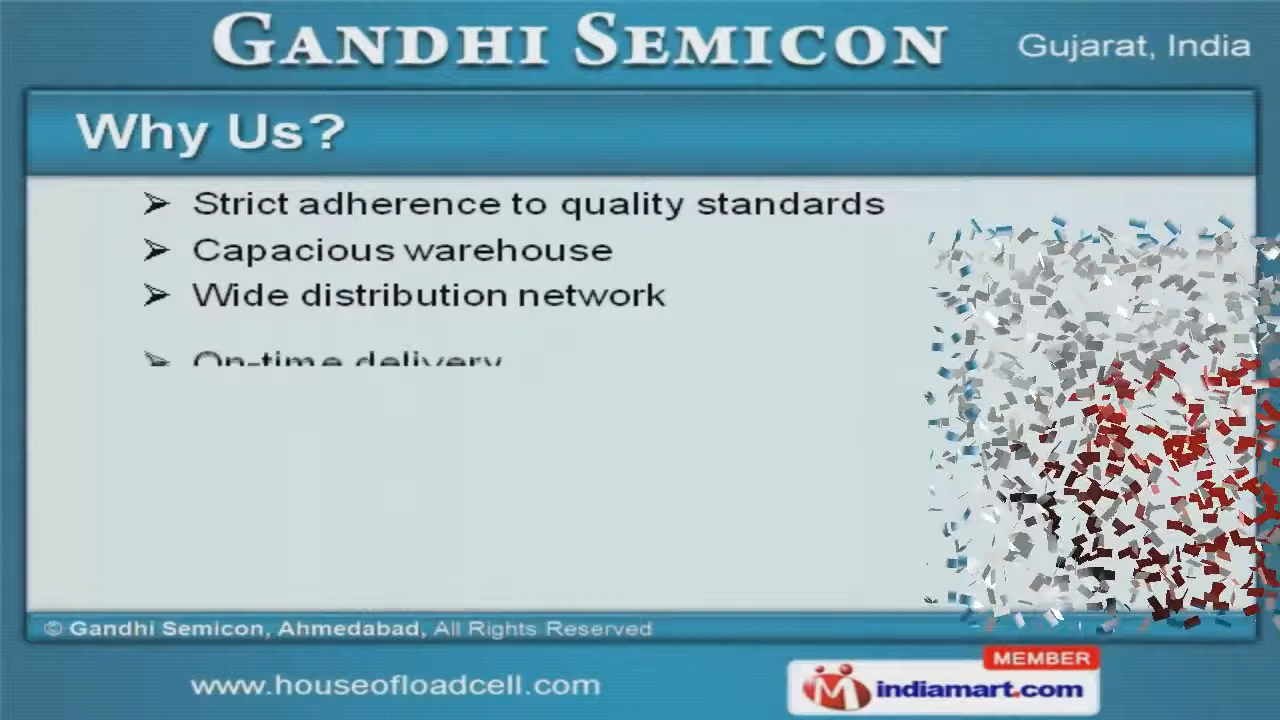 GANDHI SEMICON
Gujarat, India
Why Us?
➢ Strict adherence to quality standards
➢ Capacious warehouse
➢ Wide distribution network
➢ On-time delivery
© Gandhi Semicon, Ahmedabad, All Rights Reserved
www.houseofloadcell.com
MEMBER
indiamart.com